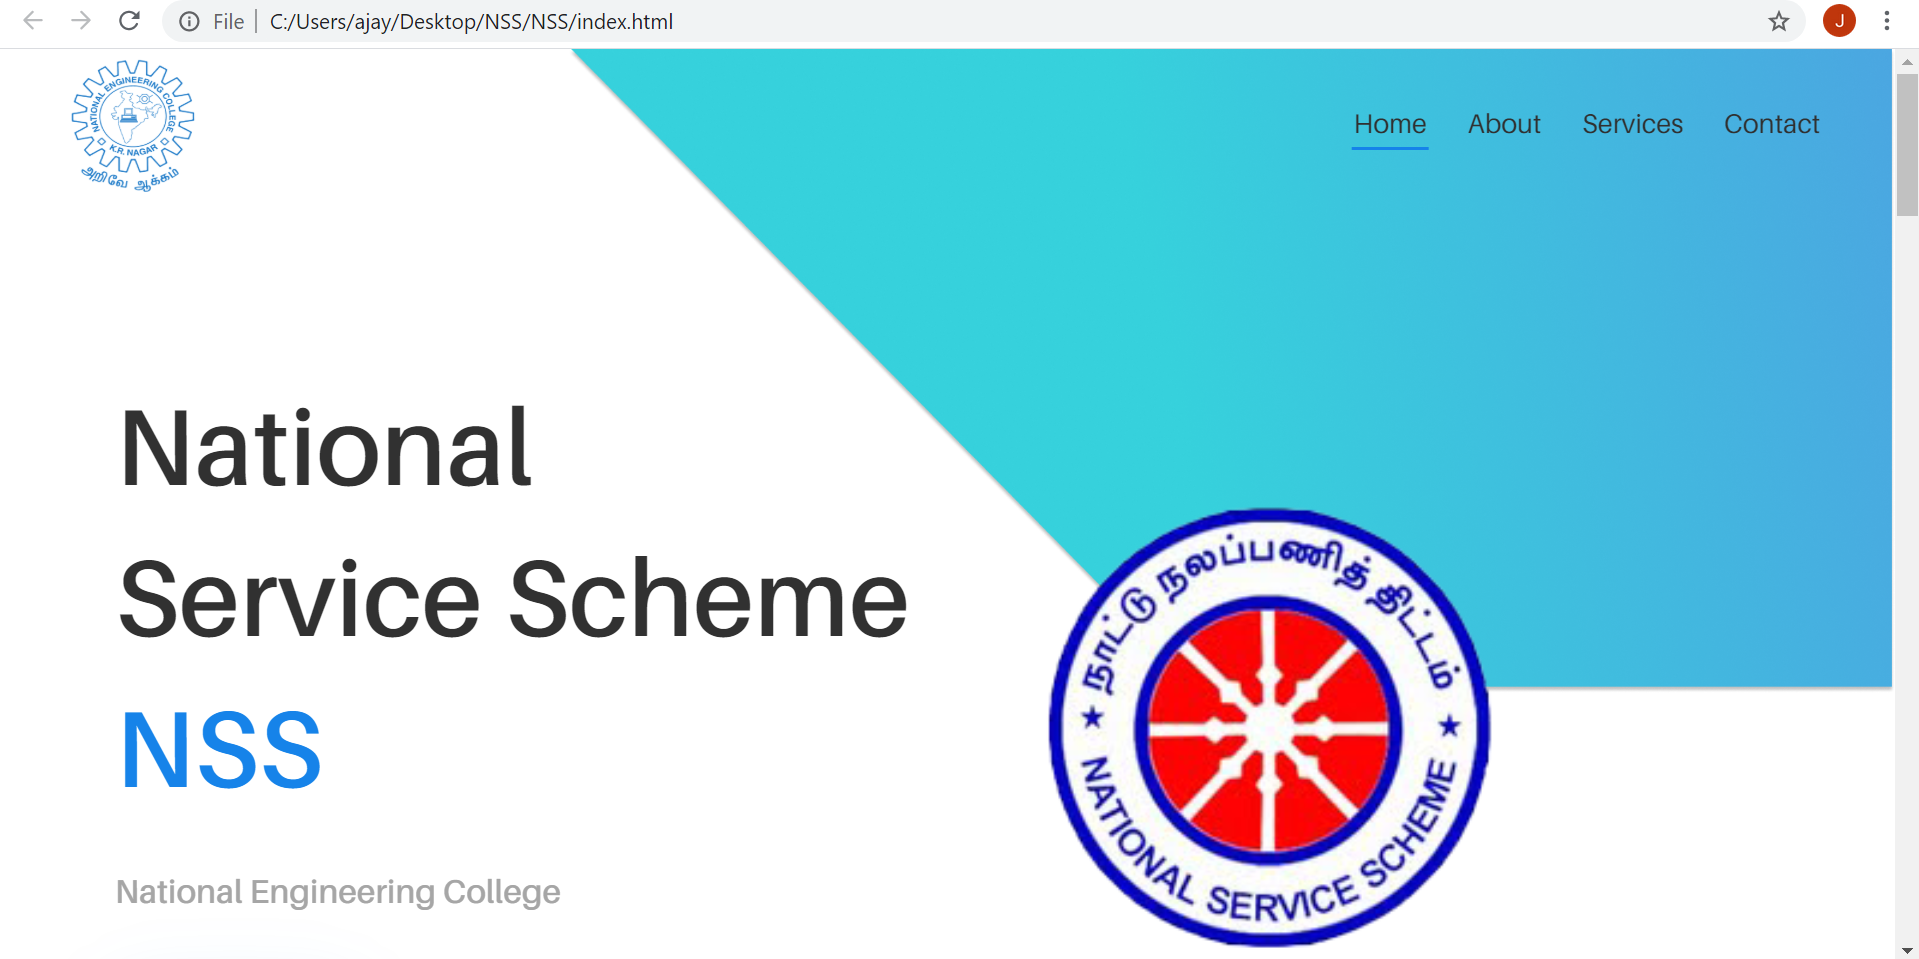 File C:/Users/ajay/Desktop/NSS/NSS/index.html
J
NATIONAL ENGINEERING COLLEGE
K.R. NAGAR
அறிவே ஆக்கம்
Home About Services Contact
National
Service Scheme
NSS
National Engineering College
நாட்டு நலப்பணித் திட்டம்
NATIONAL SERVICE SCHEME